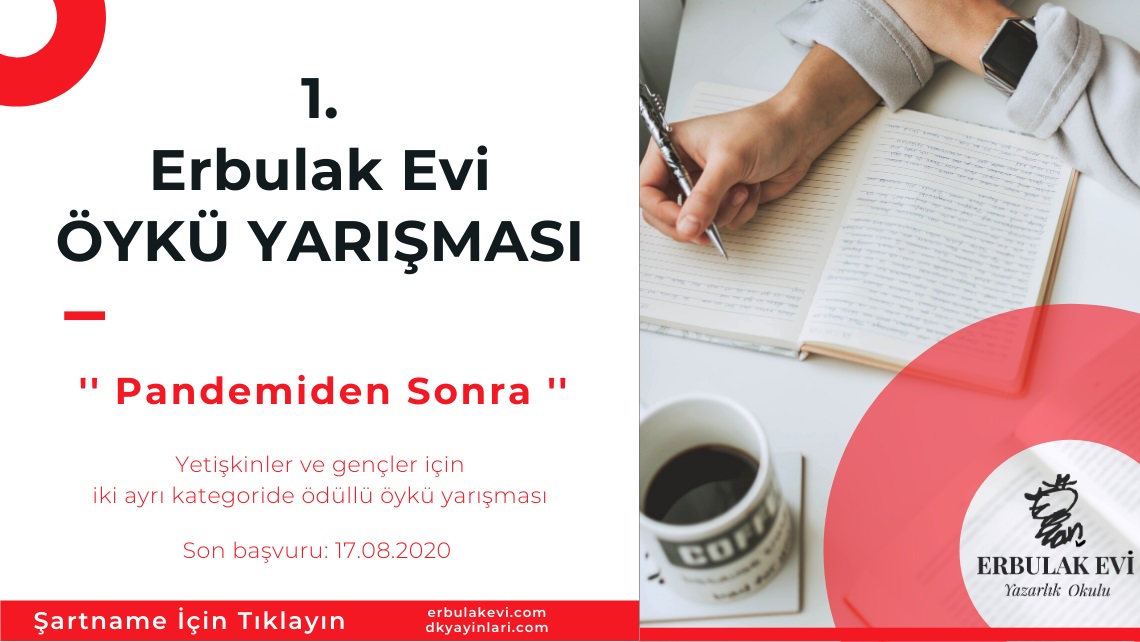 1.
Erbulak Evi
ÖYKÜ YARIŞMASI
'' Pandemiden Sonra ''
Yetişkinler ve gençler için
iki ayrı kategoride ödüllü öykü yarışması
Son başvuru: 17.08.2020
Şartname İçin Tıklayın
erbulakevi.com
dkyayinlari.com
COFFE
ERBULAK EVİ
Yazarlık Okulu